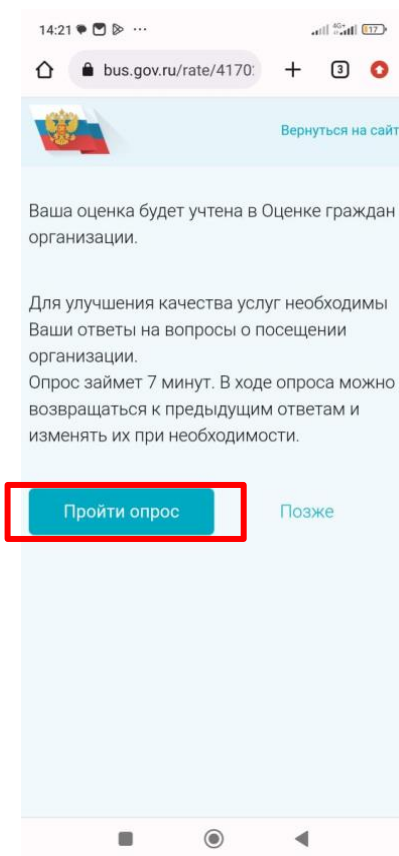 14:21
4G+
17
bus.gov.ru/rate/4170
3
Вернуться на сайт
Ваша оценка будет учтена в Оценке граждан
организации.
Для улучшения качества услуг необходимы
Ваши ответы на вопросы о посещении
организации.
Опрос займет 7 минут. В ходе опроса можно
возвращаться к предыдущим ответам и
изменять их при необходимости.
Пройти опрос
Позже